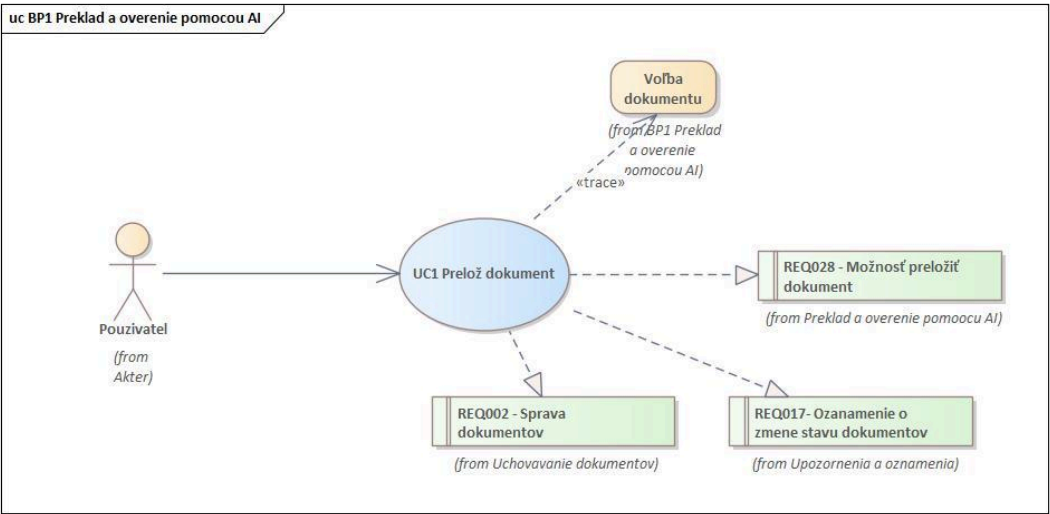 uc BP1 Preklad a overenie pomocou AI
Voľba
dokumentu
(from BP1 Preklad
a overenie
pomocou AI)
«trace»
UC1 Prelož dokument
REQ028 - Možnosť preložiť
dokument
(from Preklad a overenie pomoocu AI)
Pouzivatel
(from
Akter)
REQ002 - Sprava
dokumentov
(from Uchovavanie dokumentov)
REQ017- Ozanamenie o
zmene stavu dokumentov
(from Upozornenia a oznamenia)